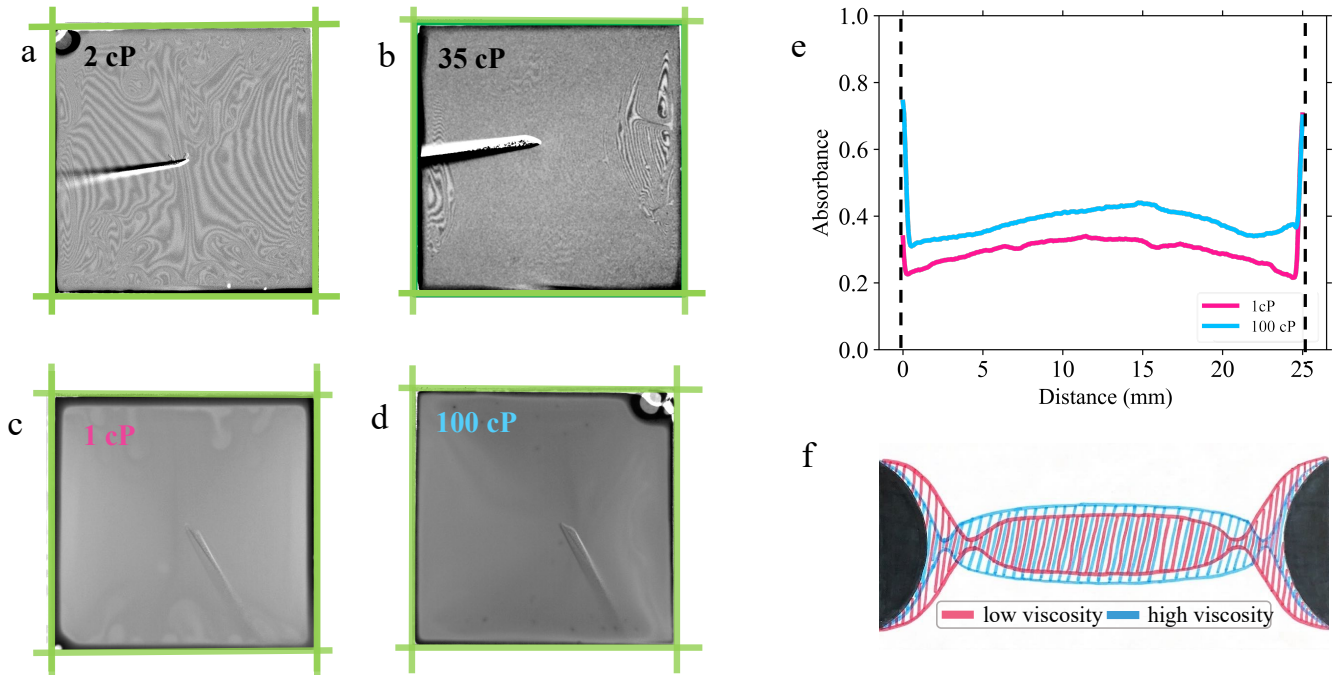 a
2 cP
b
35 cP
c
1 cP
d
100 cP
e
Absorbance
1.0
0.8
0.6
0.4
0.2
0.0
0
5
10
15
20
25
Distance (mm)
1cP
100 cP
f
low viscosity
high viscosity